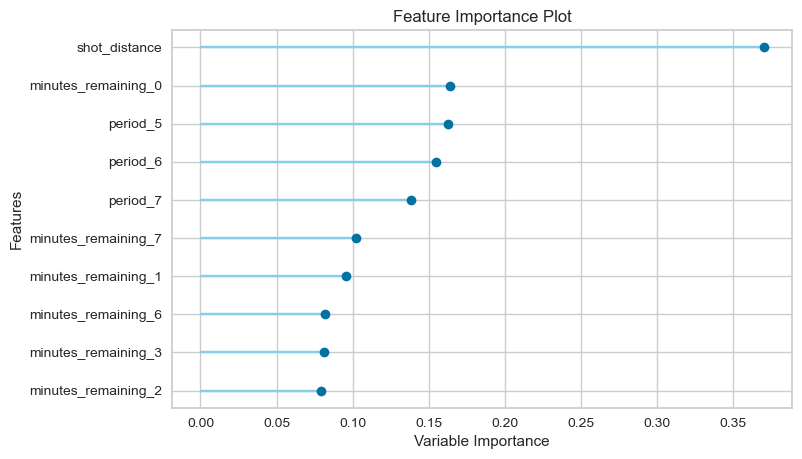 Feature Importance Plot
Features
shot_distance
minutes_remaining_0
period_5
period_6
period_7
minutes_remaining_7
minutes_remaining_1
minutes_remaining_6
minutes_remaining_3
minutes_remaining_2
0.00 0.05 0.10 0.15 0.20 0.25 0.30 0.35
Variable Importance